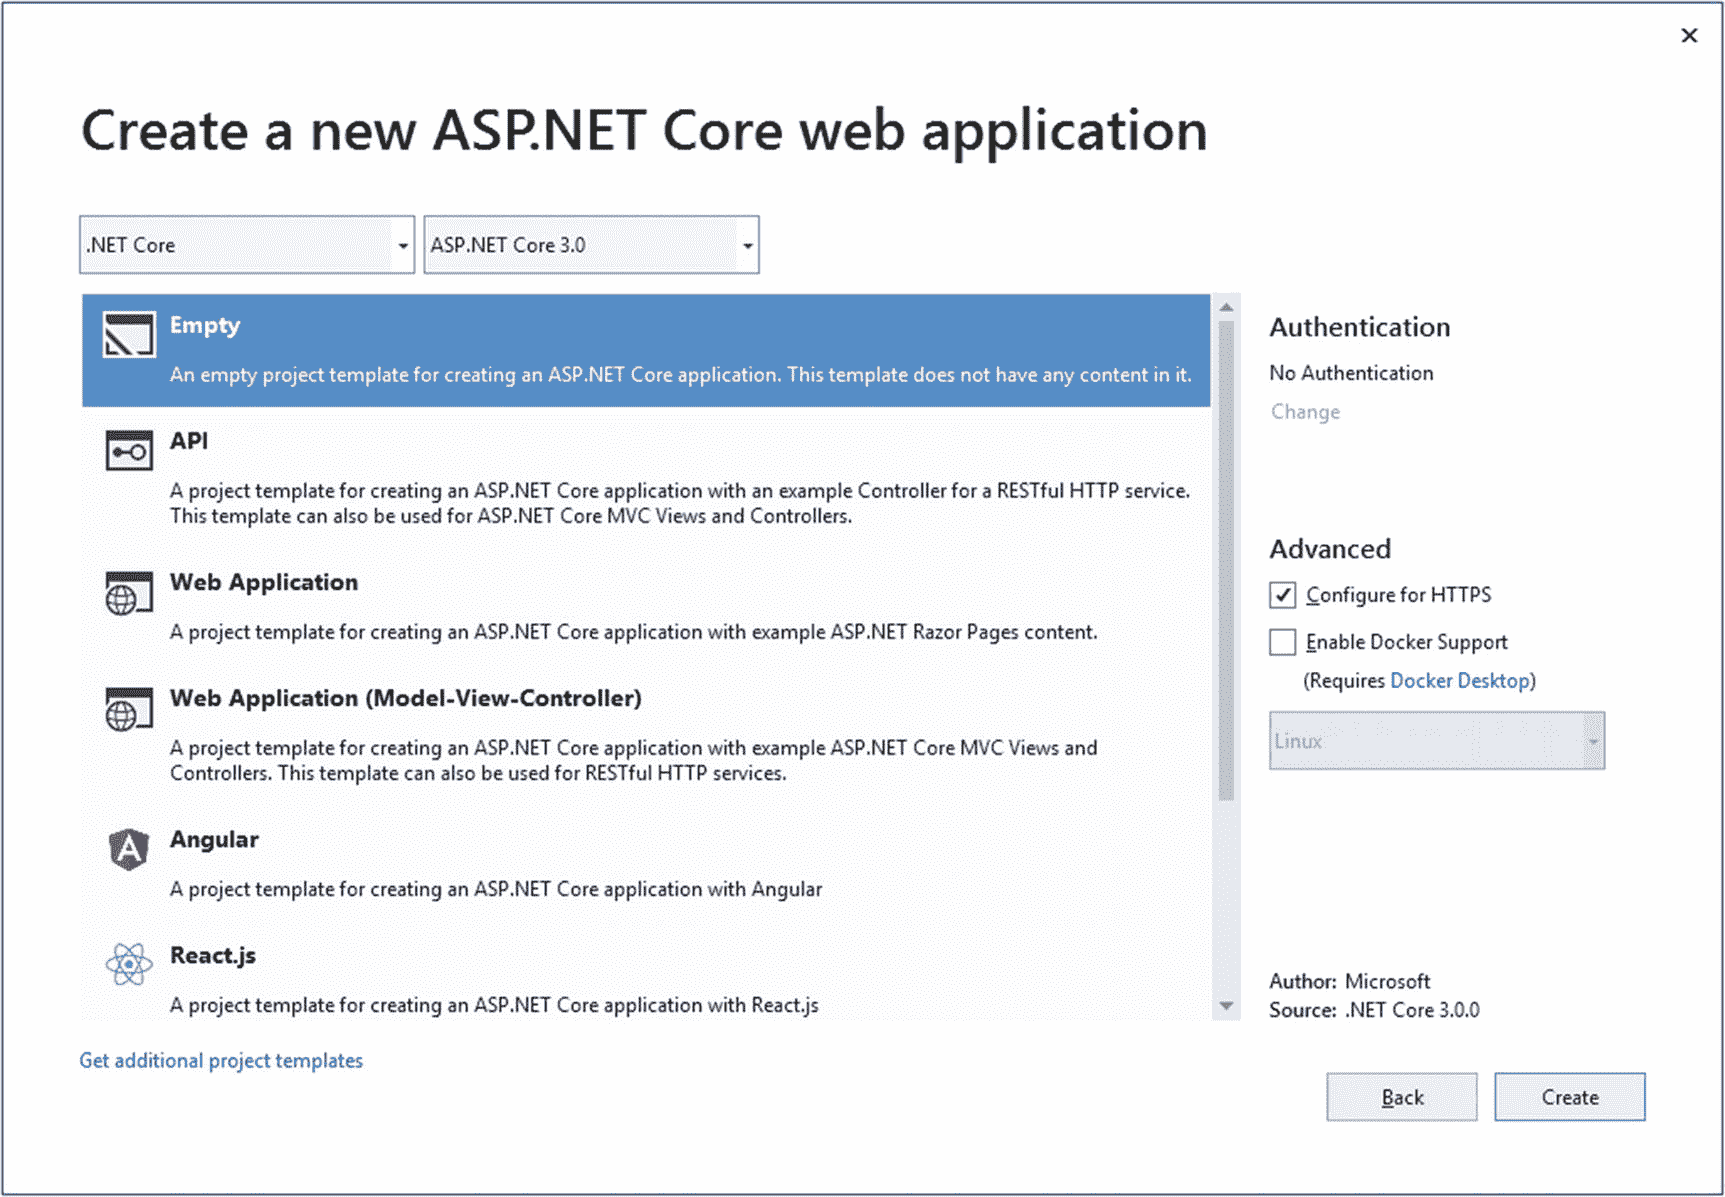 Create a new ASP.NET Core web application
.NET Core
ASP.NET Core 3.0
Empty
An empty project template for creating an ASP.NET Core application. This template does not have any content in it.
API
A project template for creating an ASP.NET Core application with an example Controller for a RESTful HTTP service.
This template can also be used for ASP.NET Core MVC Views and Controllers.
Web Application
A project template for creating an ASP.NET Core application with example ASP.NET Razor Pages content.
Web Application (Model-View-Controller)
A project template for creating an ASP.NET Core application with example ASP.NET Core MVC Views and
Controllers. This template can also be used for RESTful HTTP services.
Angular
A project template for creating an ASP.NET Core application with Angular
React.js
A project template for creating an ASP.NET Core application with React.js
Get additional project templates
Authentication
No Authentication
Change
Advanced
Configure for HTTPS
Enable Docker Support
(Requires Docker Desktop)
Linux
Author: Microsoft
Source: .NET Core 3.0.0
Back
Create